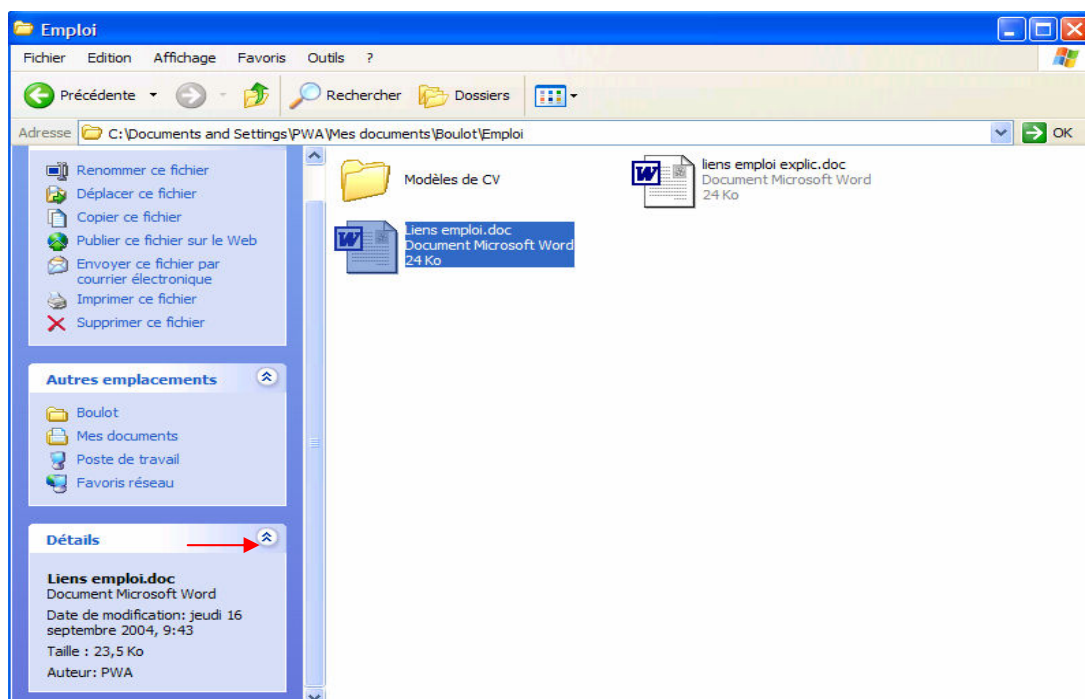 Emploi
Fichier Edition Affichage Favoris Outils ?
Précédente Rechercher Dossiers
Adresse C:\Documents and Settings\PWA\Mes documents\Boulot\Emploi OK
Renommer ce fichier
Déplacer ce fichier
Copier ce fichier
Publier ce fichier sur le Web
Envoyer ce fichier par
courrier électronique
Imprimer ce fichier
Supprimer ce fichier
Autres emplacements
Boulot
Mes documents
Poste de travail
Favoris réseau
Détails
Liens emploi.doc
Document Microsoft Word
Date de modification: jeudi 16
septembre 2004, 9:43
Taille : 23,5 Ko
Auteur: PWA
Modèles de CV
liens emploi explic.doc
Document Microsoft Word
24 Ko
Liens emploi.doc
Document Microsoft Word
24 Ko